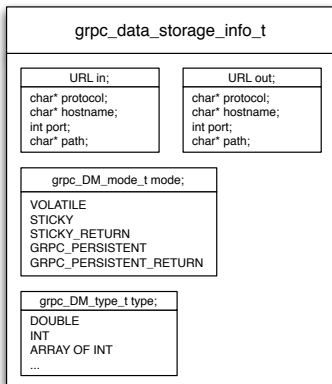 grpc_data_storage_info_t
URL in;
char* protocol;
char* hostname;
int port;
char* path;
URL out;
char* protocol;
char* hostname;
int port;
char* path;
grpc_DM_mode_t mode;
VOLATILE
STICKY
STICKY_RETURN
GRPC_PERSISTENT
GRPC_PERSISTENT_RETURN
grpc_DM_type_t type;
DOUBLE
INT
ARRAY OF INT
...